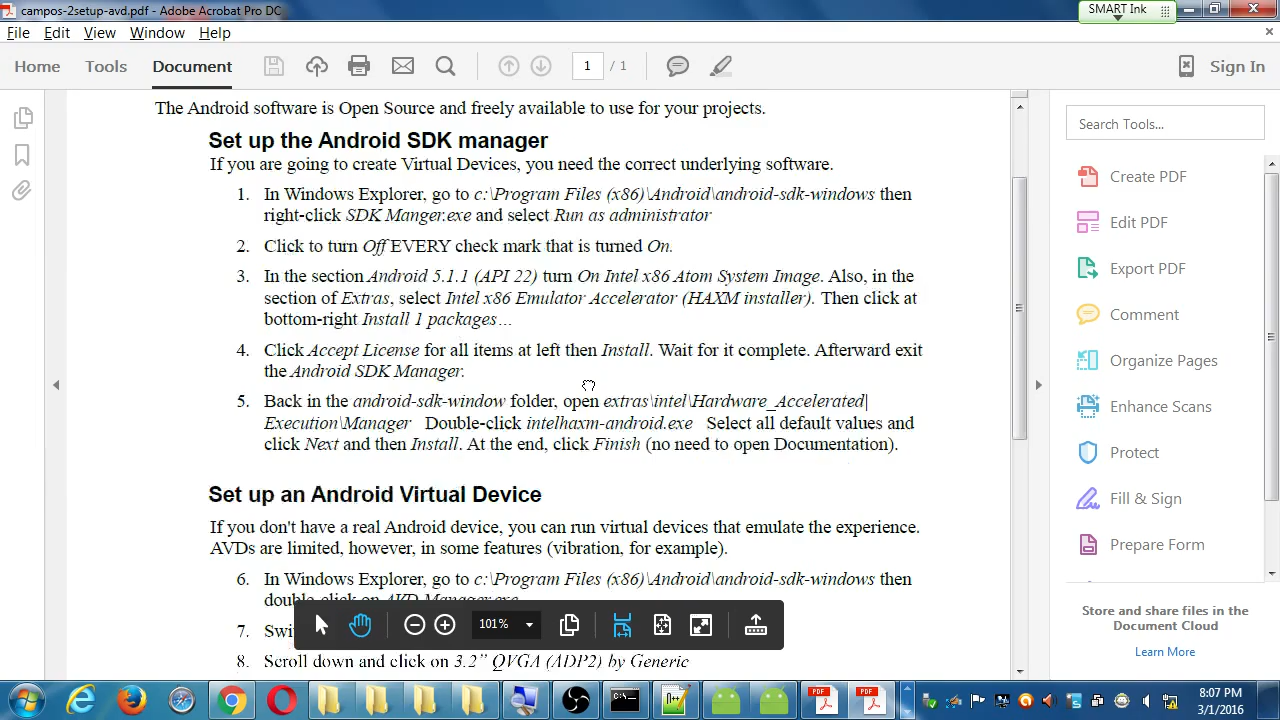 campos-2setup-avd.pdf - Adobe Acrobat Pro DC
SMART Ink
File Edit View Window Help
Home Tools Document 1 / 1 Sign In
The Android software is Open Source and freely available to use for your projects.
Set up the Android SDK manager
If you are going to create Virtual Devices, you need the correct underlying software.
1. In Windows Explorer, go to c:\Program Files (x86)\Android\android-sdk-windows then
right-click SDK Manger.exe and select Run as administrator
2. Click to turn Off EVERY check mark that is turned On.
3. In the section Android 5.1.1 (API 22) turn On Intel x86 Atom System Image. Also, in the
section of Extras, select Intel x86 Emulator Accelerator (HAXM installer). Then click at
bottom-right Install 1 packages…
4. Click Accept License for all items at left then Install. Wait for it complete. Afterward exit
the Android SDK Manager.
5. Back in the android-sdk-window folder, open extras\intel\Hardware_Accelerated|
Execution\Manager Double-click intelhaxm-android.exe Select all default values and
click Next and then Install. At the end, click Finish (no need to open Documentation).
Set up an Android Virtual Device
If you don't have a real Android device, you can run virtual devices that emulate the experience.
AVDs are limited, however, in some features (vibration, for example).
6. In Windows Explorer, go to c:\Program Files (x86)\Android\android-sdk-windows then
double-click on AVD Manager.exe
7.
8. Scroll down and click on 3.2” QVGA (ADP2) by Generic
101%
Search Tools...
Create PDF
Edit PDF
Export PDF
Comment
Organize Pages
Enhance Scans
Protect
Fill & Sign
Prepare Form
Store and share files in the
Document Cloud
Learn More
8:07 PM
3/1/2016